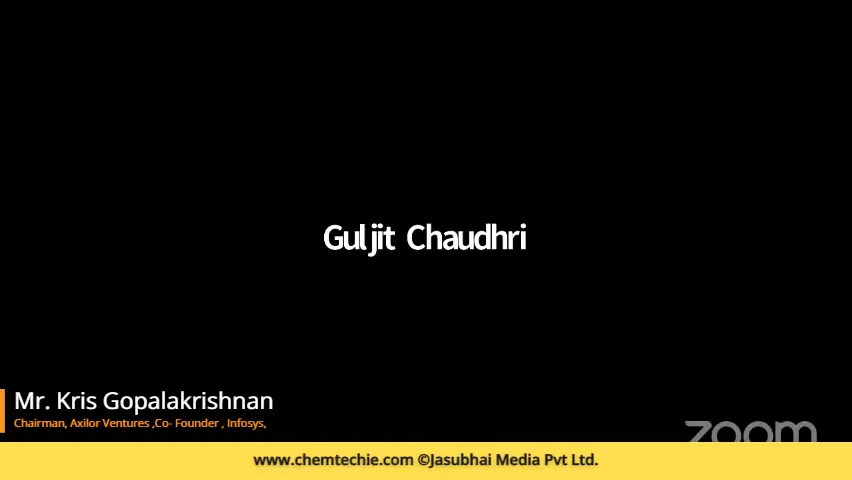 Guljit Chaudhri
Mr. Kris Gopalakrishnan
Chairman, Axilor Ventures ,Co- Founder , Infosys,
zoom
www.chemtechie.com ©Jasubhai Media Pvt Ltd.